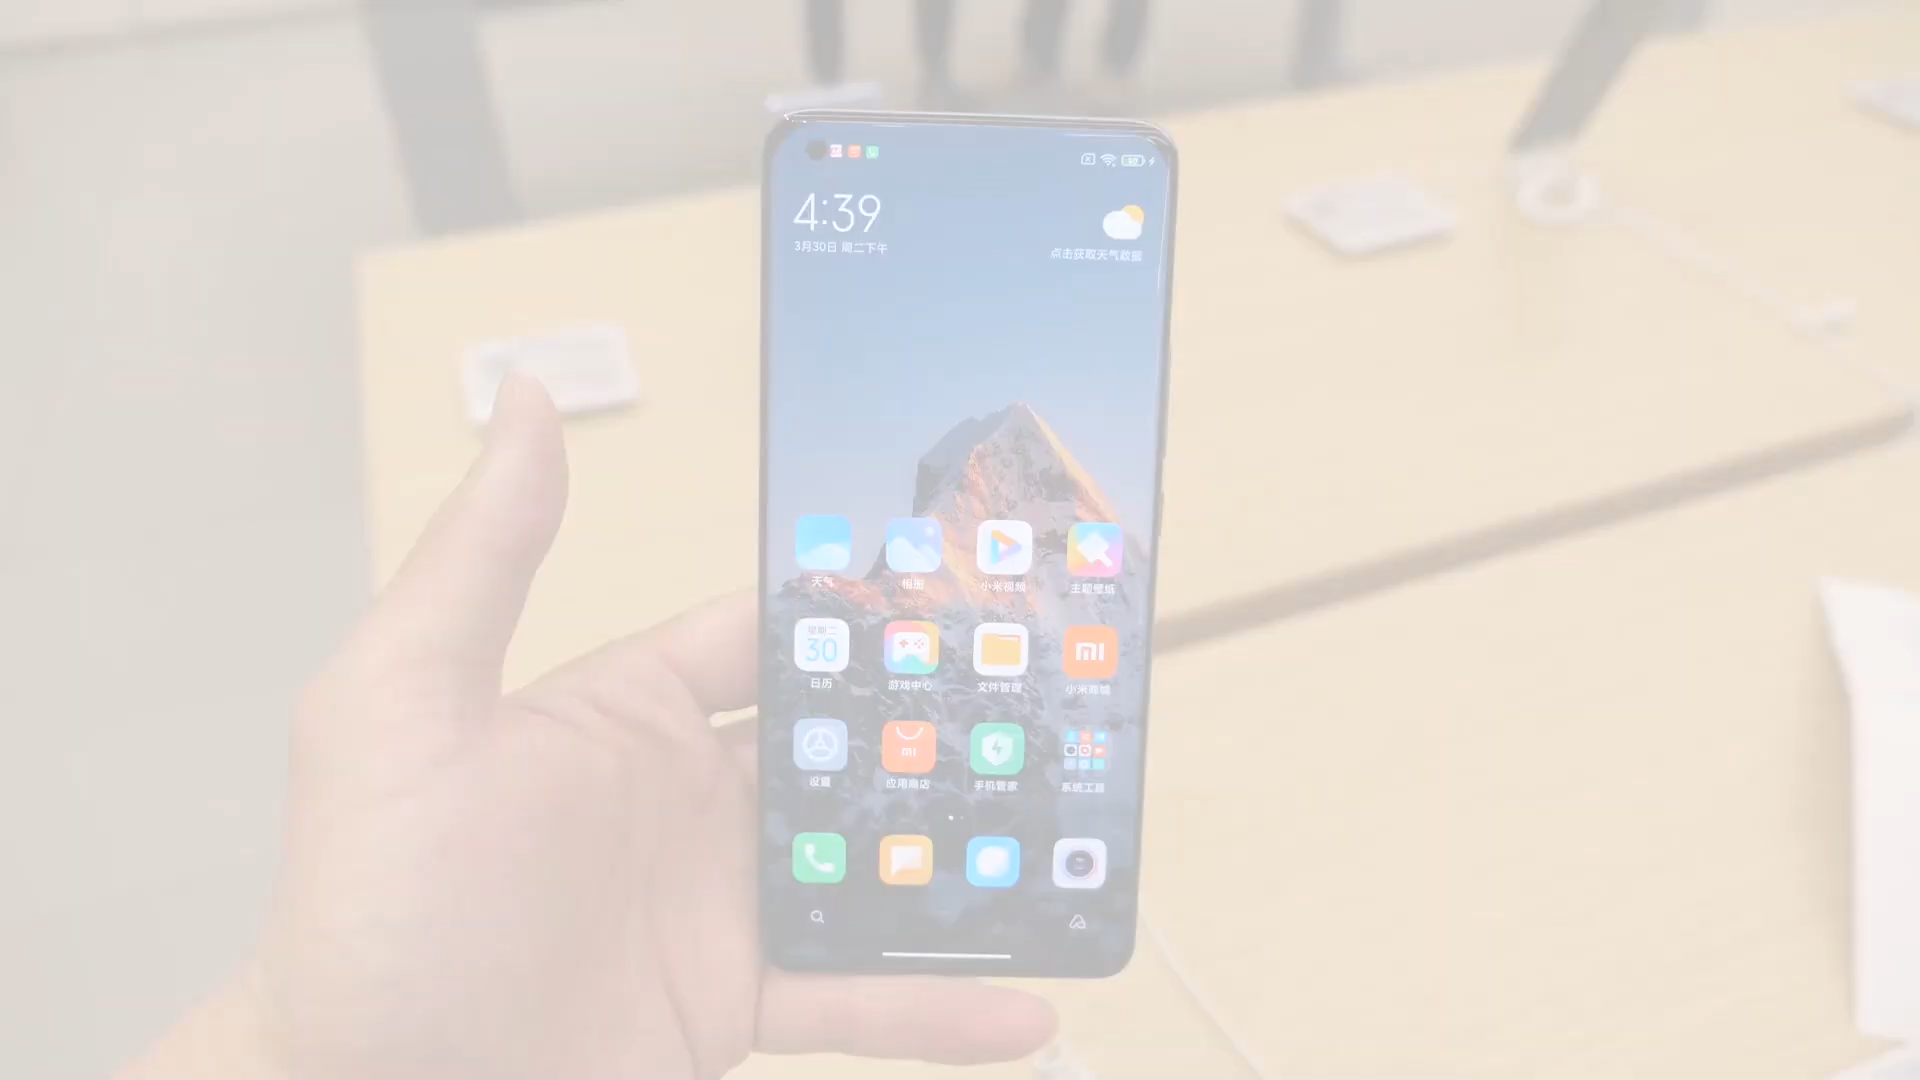 4:39
3月30日 周二下午
点击获取天气数据
天气 相册 小米视频 主题壁纸
星期二
30
mi
日历 游戏中心 文件管理 小米商城
mi
设置 应用商店 手机管家 系统工具